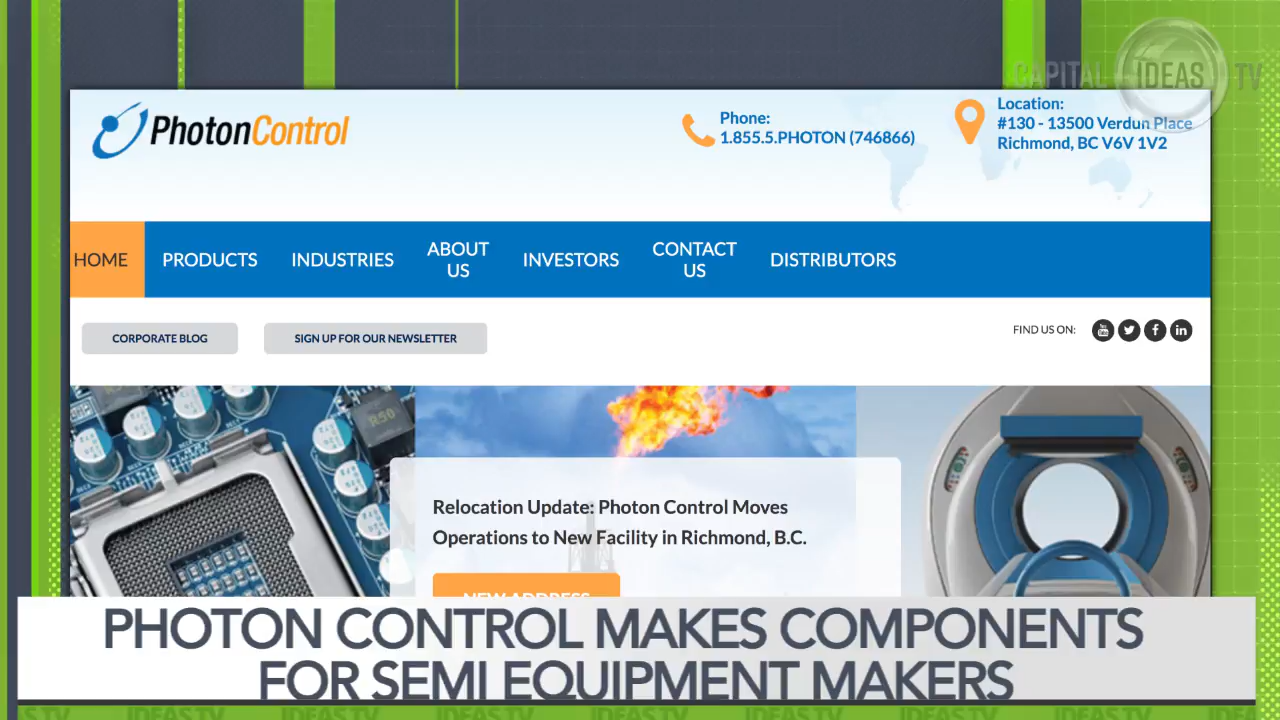 CAPITAL IDEAS TV
PhotonControl
Phone:
1.855.5.PHOTON (746866)
Location:
#130 - 13500 Verdun Place
Richmond, BC V6V 1V2
HOME
PRODUCTS
INDUSTRIES
ABOUT
US
INVESTORS
CONTACT
US
DISTRIBUTORS
CORPORATE BLOG
SIGN UP FOR OUR NEWSLETTER
FIND US ON:
R50
Relocation Update: Photon Control Moves
Operations to New Facility in Richmond, B.C.
NEW ADDRESS
PHOTON CONTROL MAKES COMPONENTS
FOR SEMI EQUIPMENT MAKERS